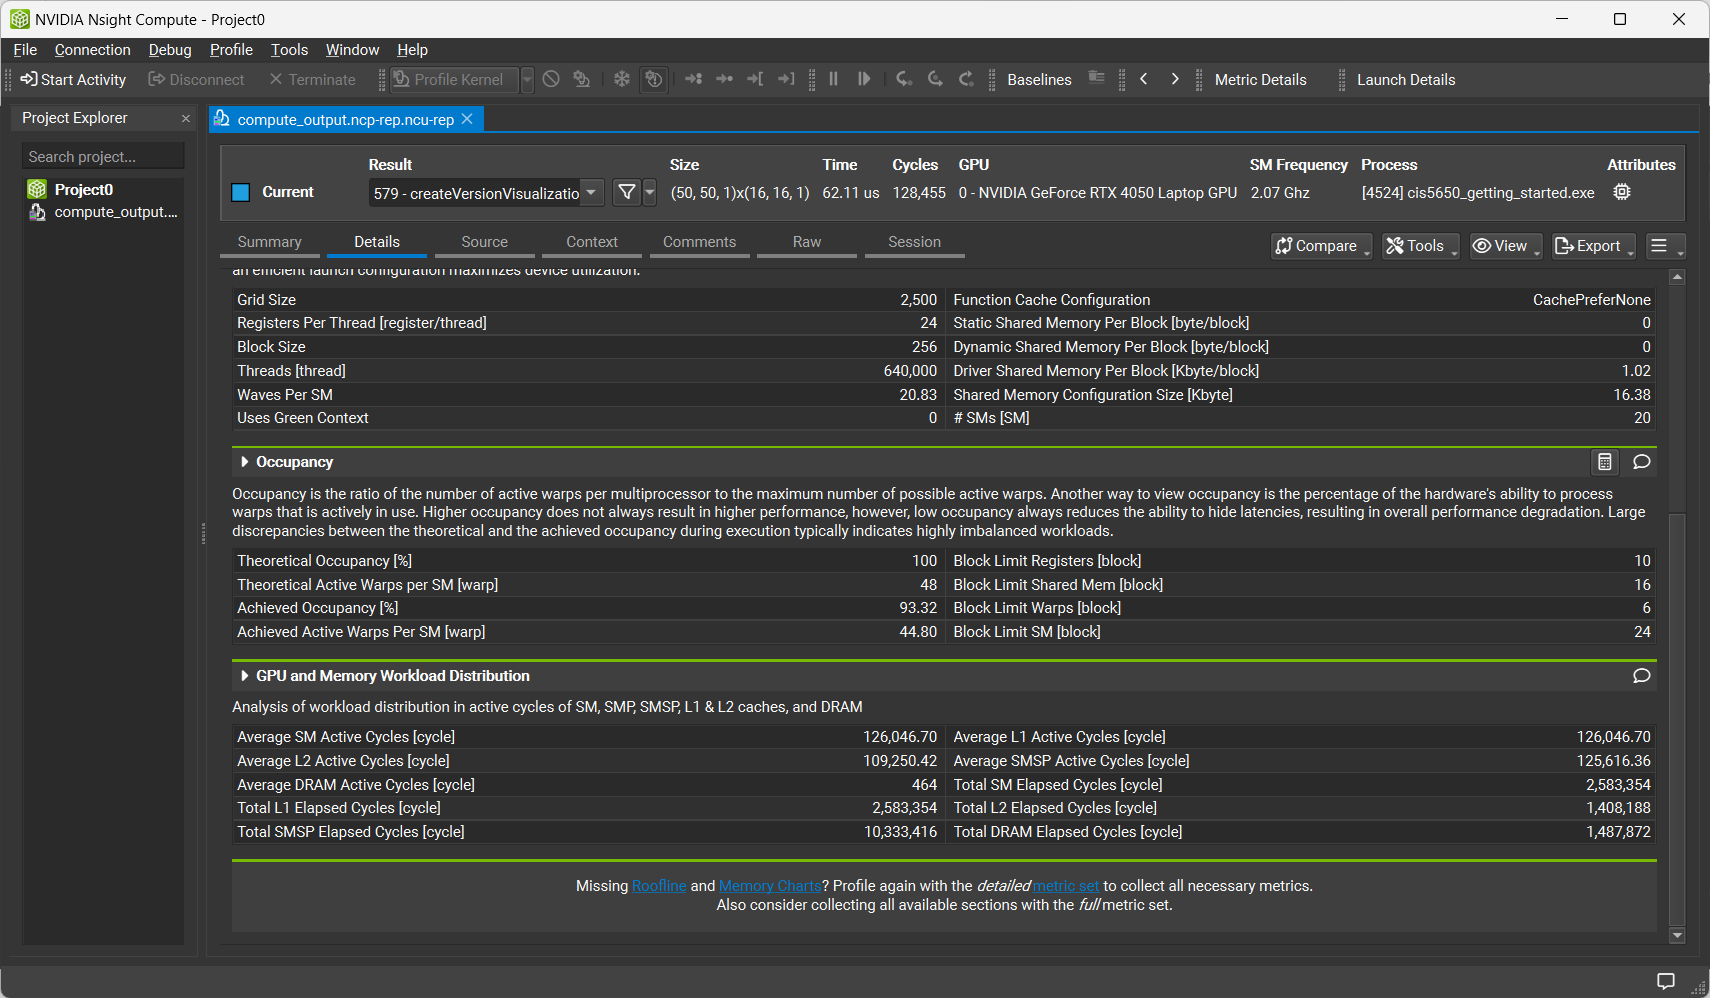 NVIDIA Nsight Compute - Project0
File Connection Debug Profile Tools Window Help
Start Activity Disconnect Terminate Profile Kernel Baselines Metric Details Launch Details
Project Explorer
Search project...
Project0
compute_output....
compute_output.ncp-rep.ncu-rep
Result Size Time Cycles GPU SM Frequency Process Attributes
Current 579 - createVersionVisualizatio (50, 50, 1)x(16, 16, 1) 62.11 us 128,455 0 - NVIDIA GeForce RTX 4050 Laptop GPU 2.07 Ghz [4524] cis5650_getting_started.exe
Summary Details Source Context Comments Raw Session Compare Tools View Export
an efficient launch configuration maximizes device utilization.
Grid Size 2,500 Function Cache Configuration CachePreferNone
Registers Per Thread [register/thread] 24 Static Shared Memory Per Block [byte/block] 0
Block Size 256 Dynamic Shared Memory Per Block [byte/block] 0
Threads [thread] 640,000 Driver Shared Memory Per Block [Kbyte/block] 1.02
Waves Per SM 20.83 Shared Memory Configuration Size [Kbyte] 16.38
Uses Green Context 0 # SMs [SM] 20
Occupancy
Occupancy is the ratio of the number of active warps per multiprocessor to the maximum number of possible active warps. Another way to view occupancy is the percentage of the hardware's ability to process
warps that is actively in use. Higher occupancy does not always result in higher performance, however, low occupancy always reduces the ability to hide latencies, resulting in overall performance degradation. Large
discrepancies between the theoretical and the achieved occupancy during execution typically indicates highly imbalanced workloads.
Theoretical Occupancy [%] 100 Block Limit Registers [block] 10
Theoretical Active Warps per SM [warp] 48 Block Limit Shared Mem [block] 16
Achieved Occupancy [%] 93.32 Block Limit Warps [block] 6
Achieved Active Warps Per SM [warp] 44.80 Block Limit SM [block] 24
GPU and Memory Workload Distribution
Analysis of workload distribution in active cycles of SM, SMP, SMSP, L1 & L2 caches, and DRAM
Average SM Active Cycles [cycle] 126,046.70 Average L1 Active Cycles [cycle] 126,046.70
Average L2 Active Cycles [cycle] 109,250.42 Average SMSP Active Cycles [cycle] 125,616.36
Average DRAM Active Cycles [cycle] 464 Total SM Elapsed Cycles [cycle] 2,583,354
Total L1 Elapsed Cycles [cycle] 2,583,354 Total L2 Elapsed Cycles [cycle] 1,408,188
Total SMSP Elapsed Cycles [cycle] 10,333,416 Total DRAM Elapsed Cycles [cycle] 1,487,872
Missing Roofline and Memory Charts? Profile again with the detailed metric set to collect all necessary metrics.
Also consider collecting all available sections with the full metric set.